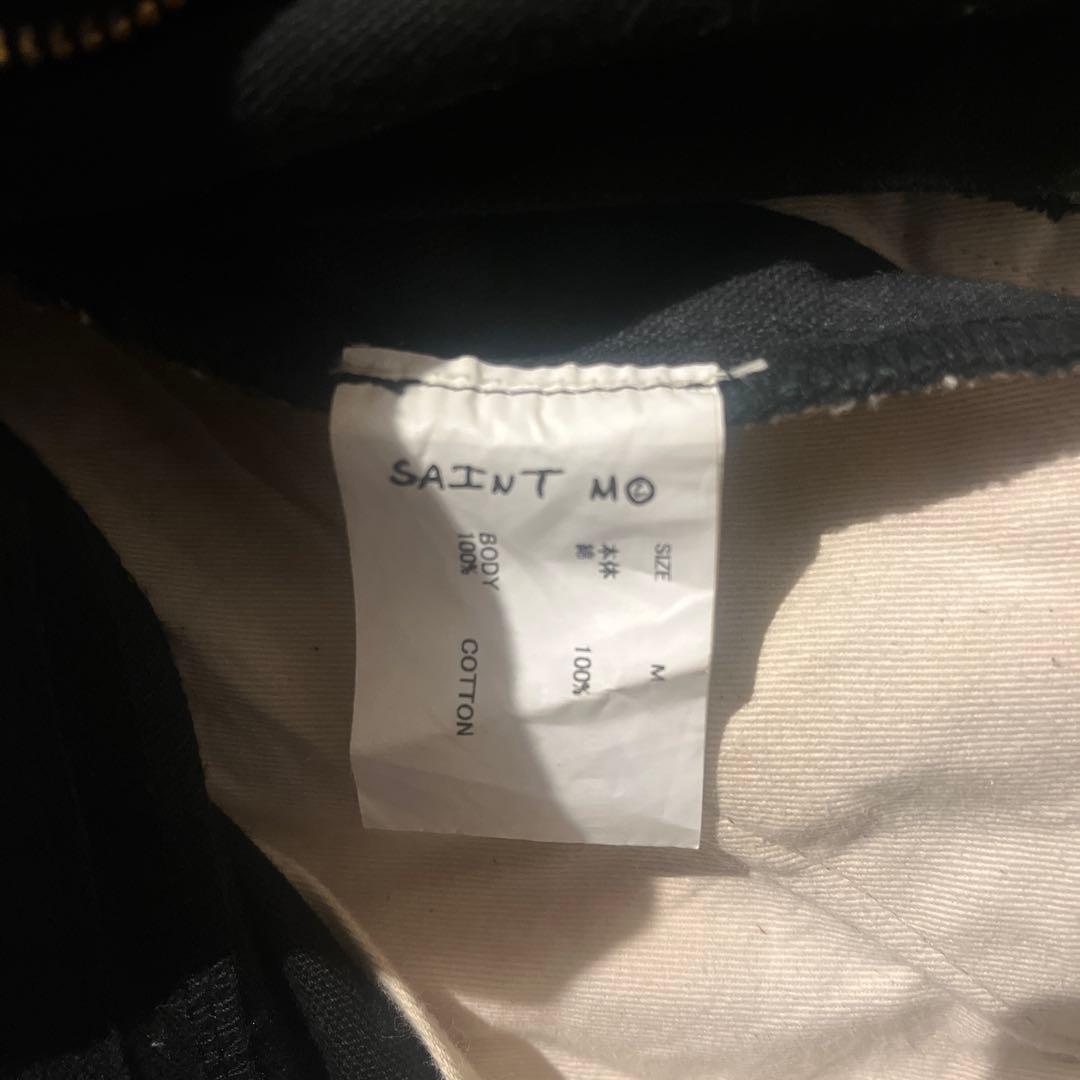 SAINT M
SIZE M
本体
綿 100%
BODY
100% COTTON